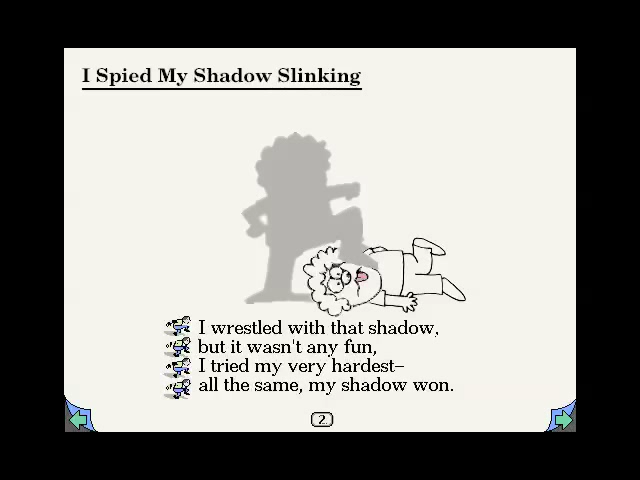 I Spied My Shadow Slinking
I wrestled with that shadow,
but it wasn't any fun,
I tried my very hardest–
all the same, my shadow won.
2